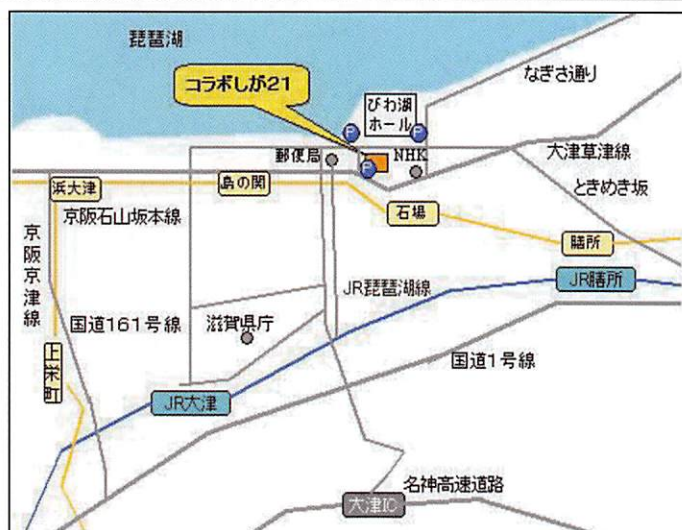 琵琶湖
コラボしが21
なぎさ通り
びわ湖
ホール
P
P
郵便局
P
NHK
大津草津線
浜大津
島の関
ときめき坂
京阪石山坂本線
石場
膳所
京阪京津線
JR琵琶湖線
JR膳所
国道161号線
滋賀県庁
国道1号線
上栄町
JR大津
名神高速道路
大津IC